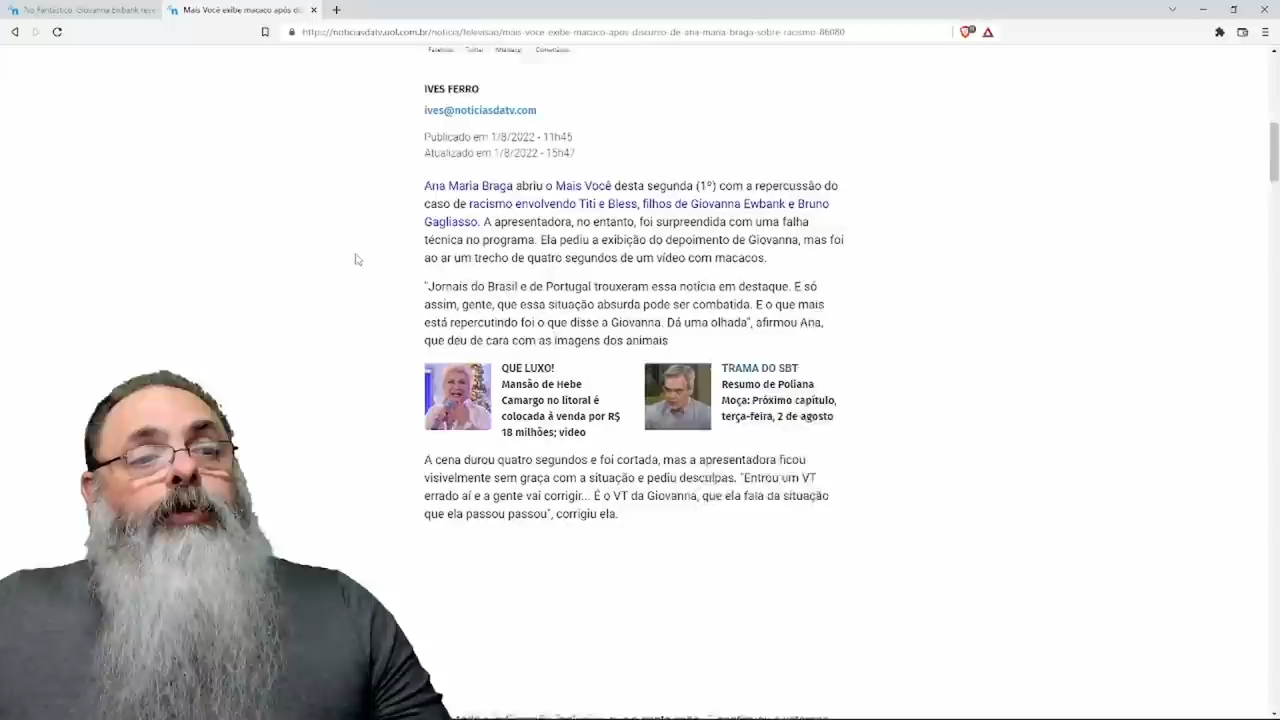 No Fantástico, Giovanna Ewbank reve
Mais Você exibe macaco após dis
https://noticiasdatv.uol.com.br/noticia/televisao/mais-voce-exibe-macaco-apos-discurso-de-ana-maria-braga-sobre-racismo-86080
Facebook Twitter WhatsApp Comentários
IVES FERRO
ives@noticiasdatv.com
Publicado em 1/8/2022 - 11h45
Atualizado em 1/8/2022 - 15h47
Ana Maria Braga abriu o Mais Você desta segunda (1º) com a repercussão do
caso de racismo envolvendo Titi e Bless, filhos de Giovanna Ewbank e Bruno
Gagliasso. A apresentadora, no entanto, foi surpreendida com uma falha
técnica no programa. Ela pediu a exibição do depoimento de Giovanna, mas foi
ao ar um trecho de quatro segundos de um vídeo com macacos.
"Jornais do Brasil e de Portugal trouxeram essa notícia em destaque. E só
assim, gente, que essa situação absurda pode ser combatida. E o que mais
está repercutindo foi o que disse a Giovanna. Dá uma olhada", afirmou Ana,
que deu de cara com as imagens dos animais
QUE LUXO!
Mansão de Hebe
Camargo no litoral é
colocada à venda por R$
18 milhões; vídeo
TRAMA DO SBT
Resumo de Poliana
Moça: Próximo capítulo,
terça-feira, 2 de agosto
A cena durou quatro segundos e foi cortada, mas a apresentadora ficou
visivelmente sem graça com a situação e pediu desculpas. "Entrou um VT
errado aí e a gente vai corrigir... É o VT da Giovanna, que ela fala da situação
que ela passou passou", corrigiu ela.